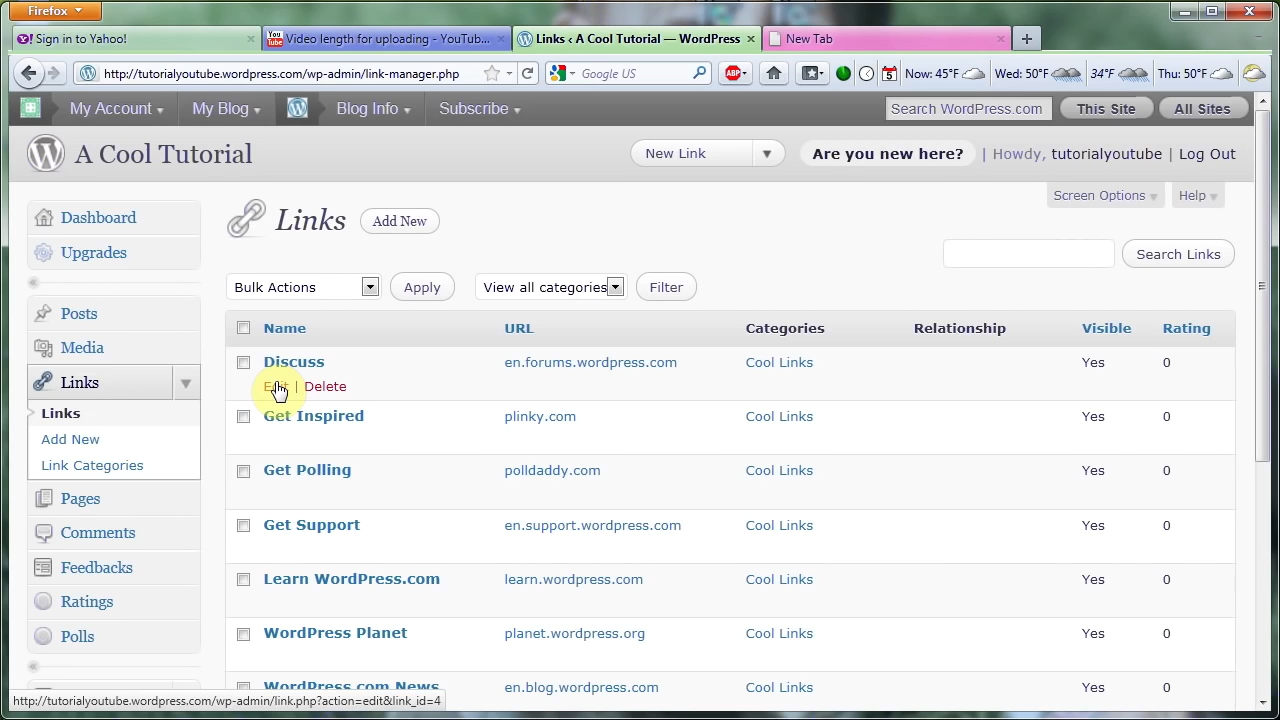 Firefox
Sign in to Yahoo!
Video length for uploading - YouTub...
Links ‹ A Cool Tutorial — WordPress
New Tab
http://tutorialyoutube.wordpress.com/wp-admin/link-manager.php
Google US
ABP
5
Now: 45°F
Wed: 50°F
34°F
Thu: 50°F
My Account
My Blog
Blog Info
Subscribe
Search WordPress.com
This Site
All Sites
A Cool Tutorial
New Link
Are you new here?
| Howdy, tutorialyoutube | Log Out
Screen Options
Help
Dashboard
Upgrades
Posts
Media
Links
Links
Add New
Link Categories
Pages
Comments
Feedbacks
Ratings
Polls
Links
Add New
Search Links
Bulk Actions
Apply
View all categories
Filter
Name URL Categories Relationship Visible Rating
Discuss en.forums.wordpress.com Cool Links Yes 0
Edit | Delete
Get Inspired plinky.com Cool Links Yes 0
Get Polling polldaddy.com Cool Links Yes 0
Get Support en.support.wordpress.com Cool Links Yes 0
Learn WordPress.com learn.wordpress.com Cool Links Yes 0
WordPress Planet planet.wordpress.org Cool Links Yes 0
WordPress.com News en.blog.wordpress.com Cool Links Yes 0
http://tutorialyoutube.wordpress.com/wp-admin/link.php?action=edit&link_id=4